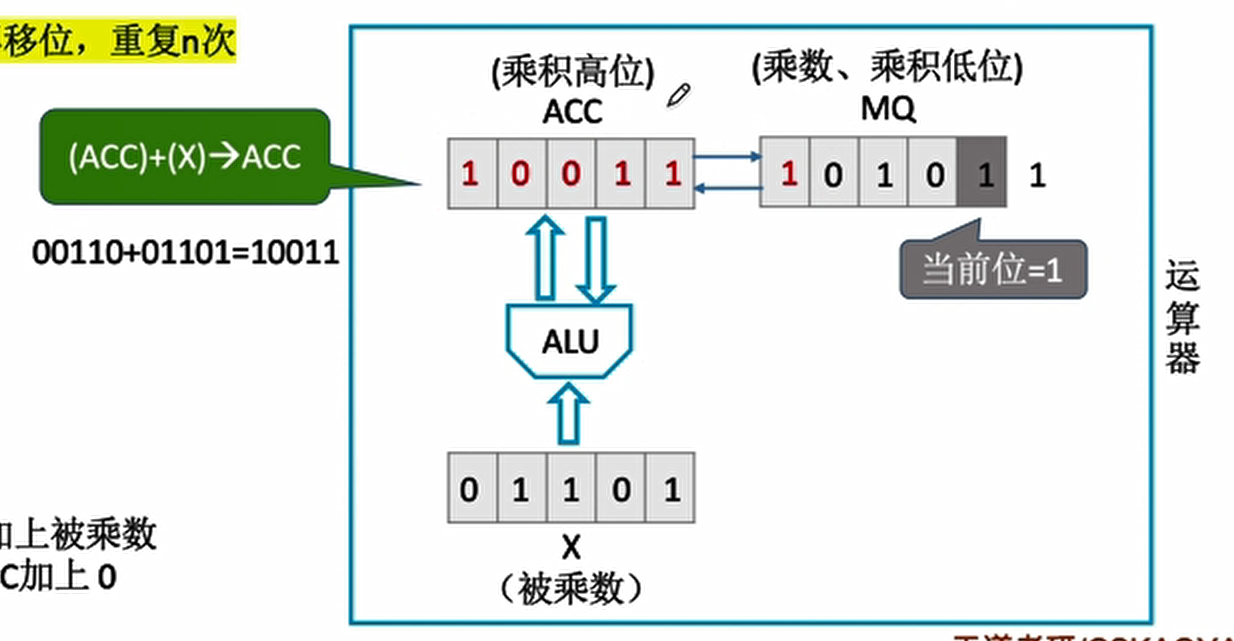 移位，重复n次
(乘积高位)
ACC
(乘数、乘积低位)
MQ
(ACC)+(X)→ACC
1 0 0 1 1
1 0 1 0 1 1
00110+01101=10011
当前位=1
运算器
ALU
0 1 1 0 1
X
（被乘数）
加上被乘数
C加上 0